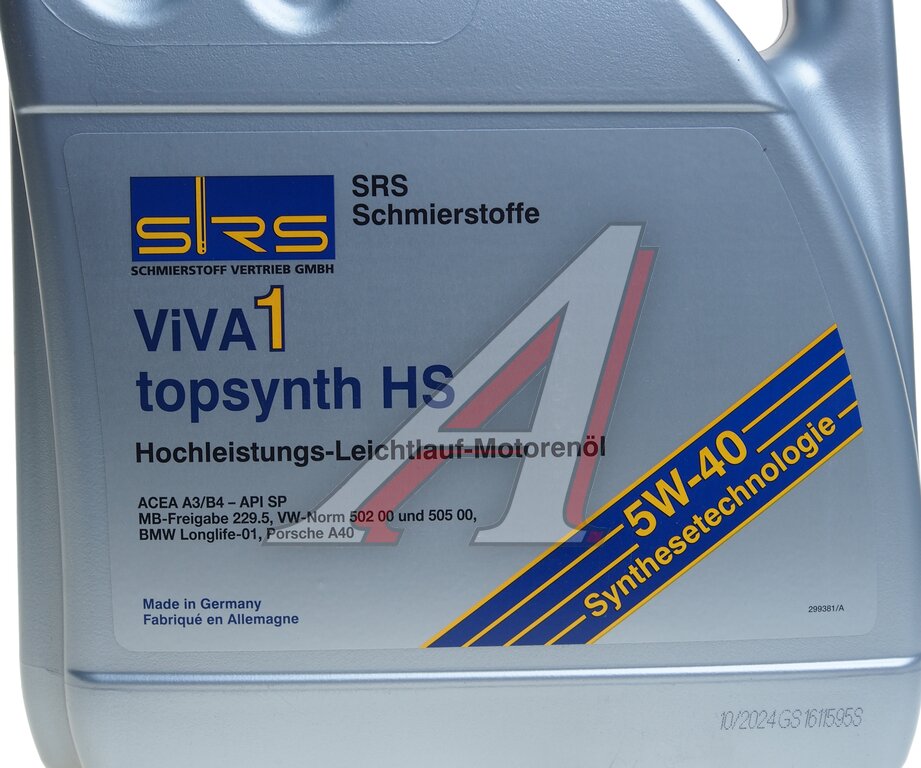 SRS
SCHMIERSTOFF VERTRIEB GMBH
SRS
Schmierstoffe
ViVA1
topsynth HS
Hochleistungs-Leichtlauf-Motorenöl
ACEA A3/B4 – API SP
MB-Freigabe 229.5, VW-Norm 502 00 und 505 00,
BMW Longlife-01, Porsche A40
5W-40
Synthesetechnologie
Made in Germany
Fabriqué en Allemagne
299381/A
10/2024 GS 1611595S